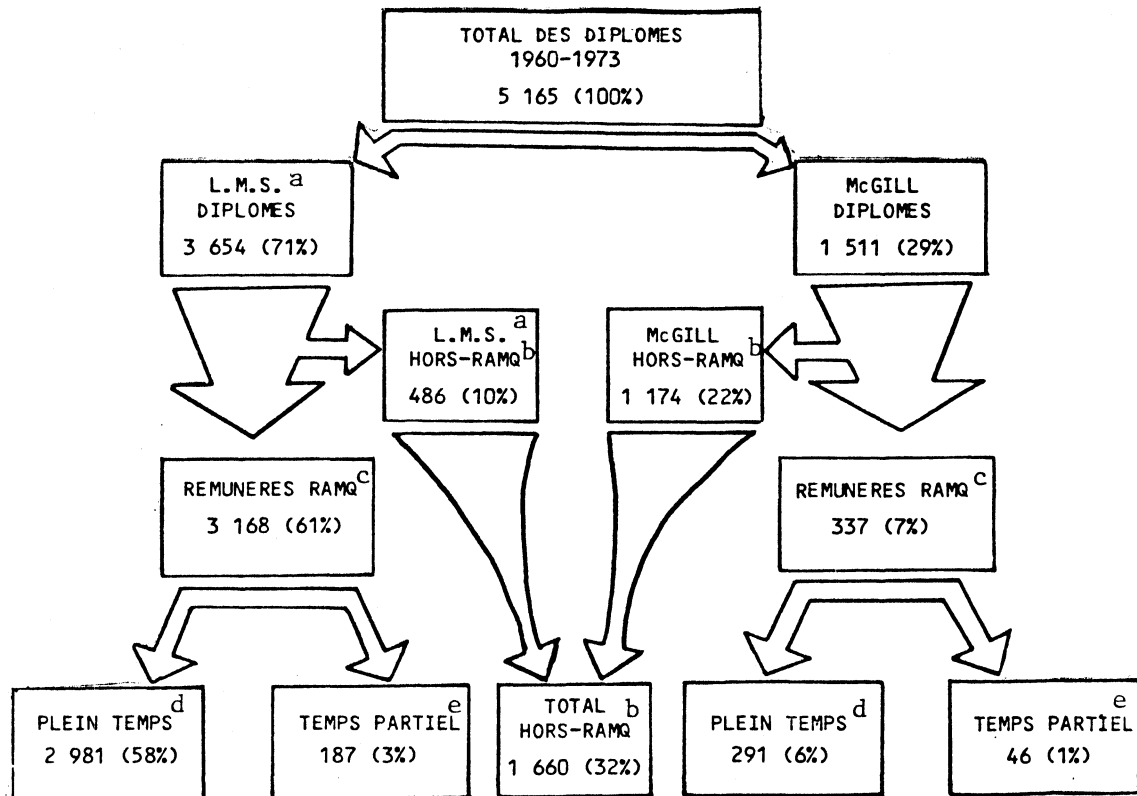 TOTAL DES DIPLOMES
1960-1973
5 165 (100%)
L.M.S. a
DIPLOMES
3 654 (71%)
McGILL
DIPLOMES
1 511 (29%)
L.M.S. a
HORS-RAMQ b
486 (10%)
McGILL
HORS-RAMQ b
1 174 (22%)
REMUNERES RAMQ c
3 168 (61%)
REMUNERES RAMQ c
337 (7%)
PLEIN TEMPS d
2 981 (58%)
TEMPS PARTIEL e
187 (3%)
TOTAL b
HORS-RAMQ
1 660 (32%)
PLEIN TEMPS d
291 (6%)
TEMPS PARTIEL e
46 (1%)